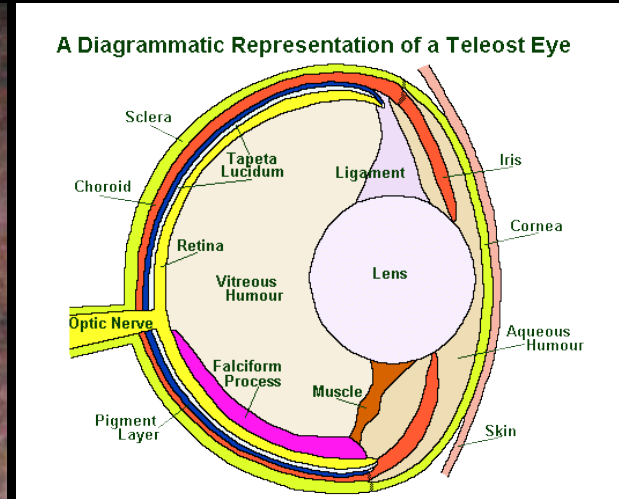 A Diagrammatic Representation of a Teleost Eye
Sclera
Tapeta
Lucidum
Ligament
Iris
Choroid
Cornea
Retina
Lens
Vitreous
Humour
Optic Nerve
Aqueous
Humour
Falciform
Process
Muscle
Pigment
Layer
Skin